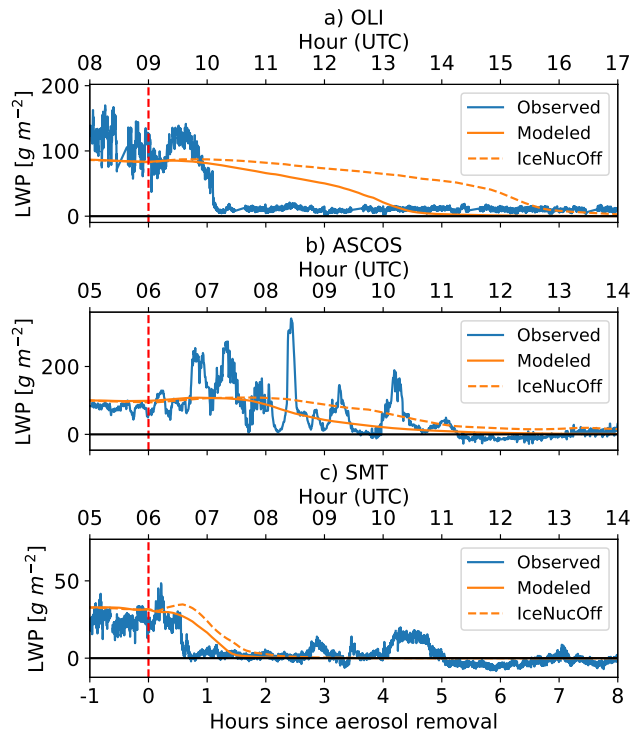 a) OLI
Hour (UTC)
08 09 10 11 12 13 14 15 16 17
200
100
0
LWP [g m⁻²]
Observed
Modeled
IceNucOff
b) ASCOS
Hour (UTC)
05 06 07 08 09 10 11 12 13 14
200
0
LWP [g m⁻²]
Observed
Modeled
IceNucOff
c) SMT
Hour (UTC)
05 06 07 08 09 10 11 12 13 14
50
0
LWP [g m⁻²]
Observed
Modeled
IceNucOff
-1 0 1 2 3 4 5 6 7 8
Hours since aerosol removal